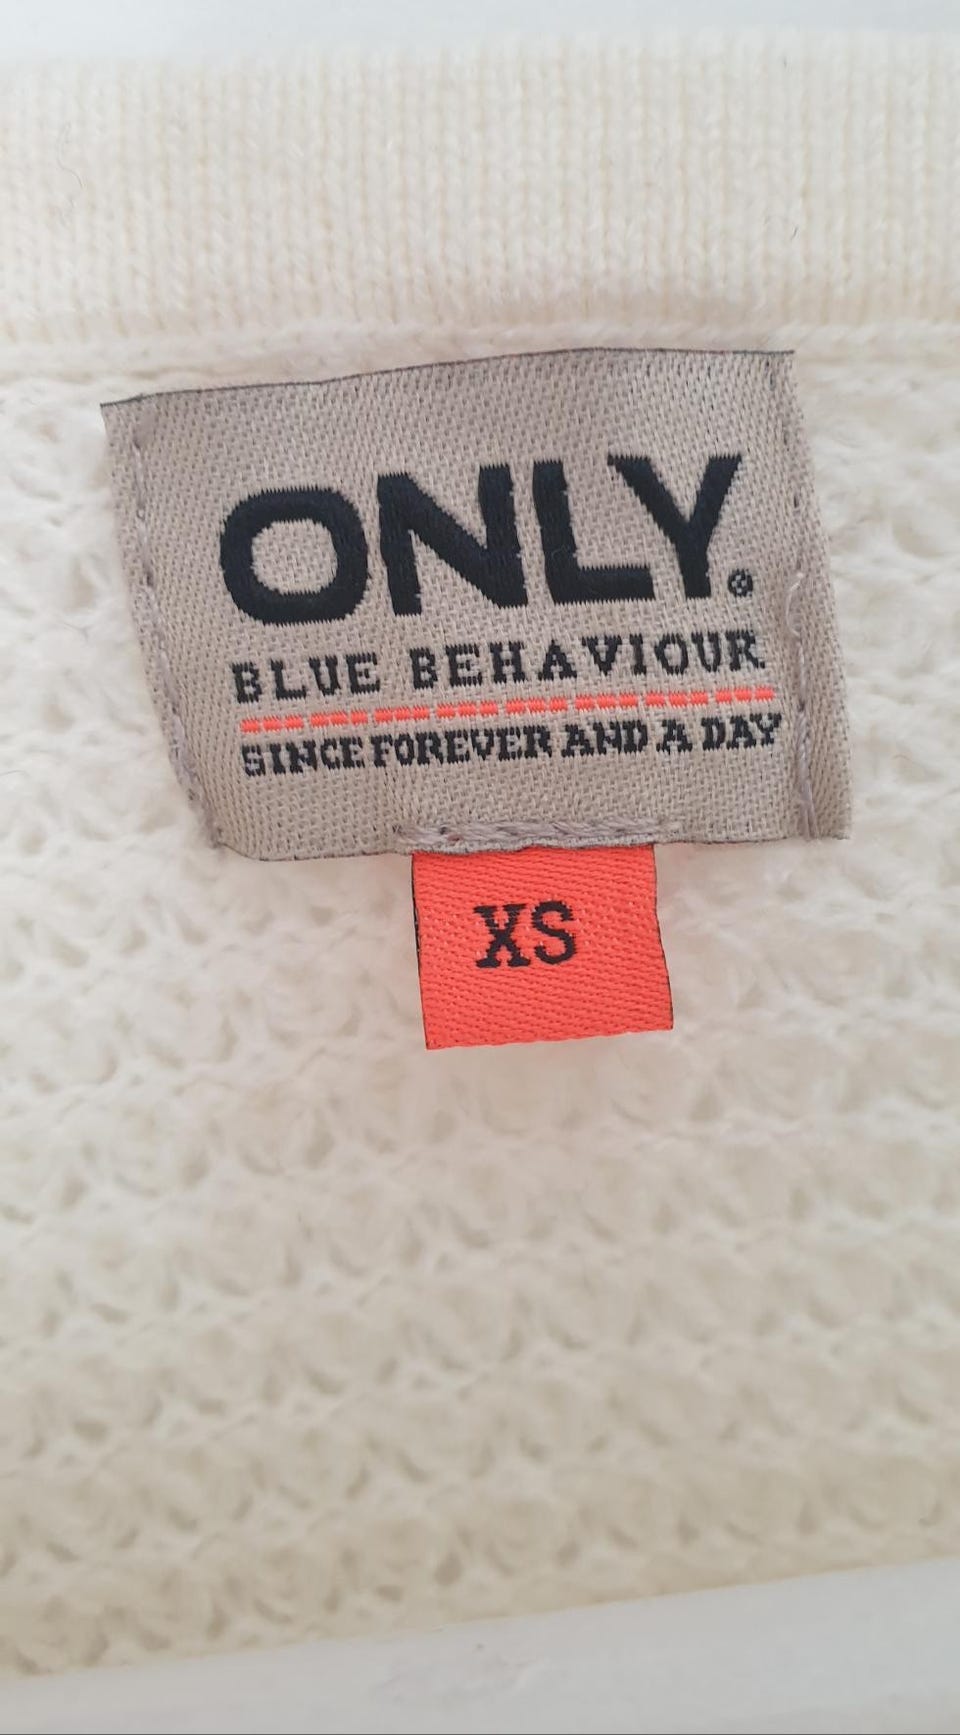 ONLY®
BLUE BEHAVIOUR
SINCE FOREVER AND A DAY
XS